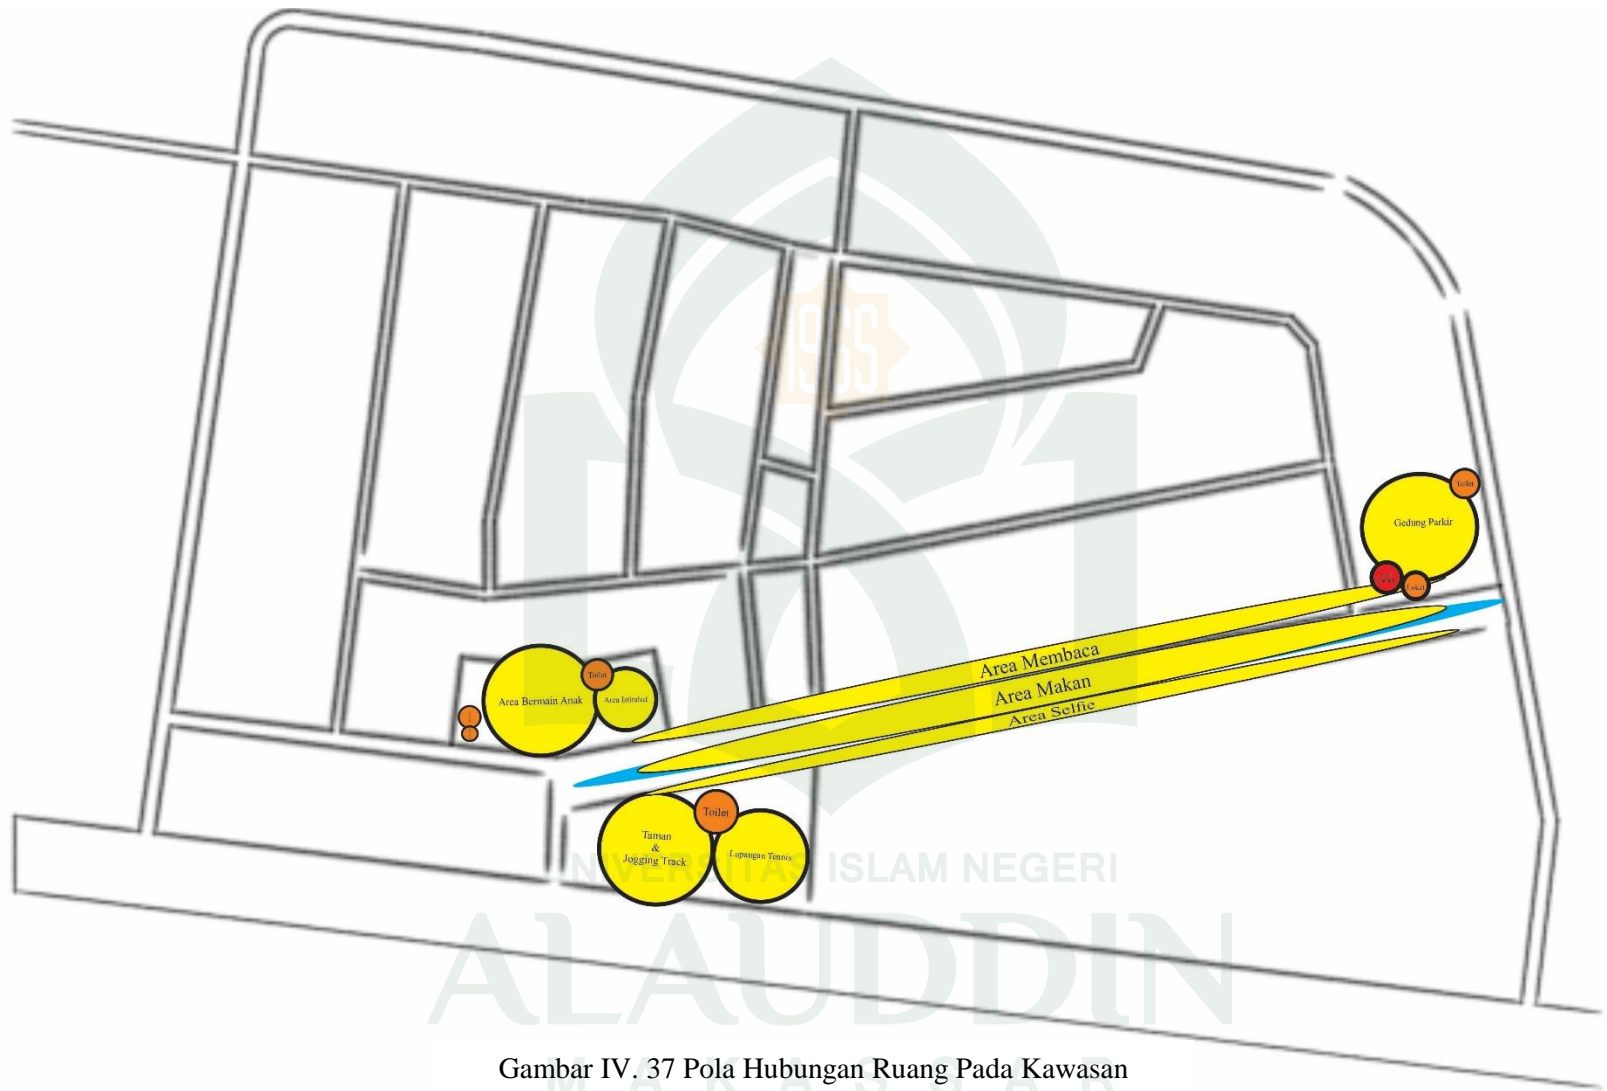 Toilet
Gedung Parkir
Loket
Area Membaca
Area Makan
Area Selfie
Toilet
Area Bermain Anak
Area Istirahat
Toilet
Taman
&
Jogging Track
Lapangan Tennis
UNIVERSITAS ISLAM NEGERI
ALAUDDIN
MAKASSAR
Gambar IV. 37 Pola Hubungan Ruang Pada Kawasan